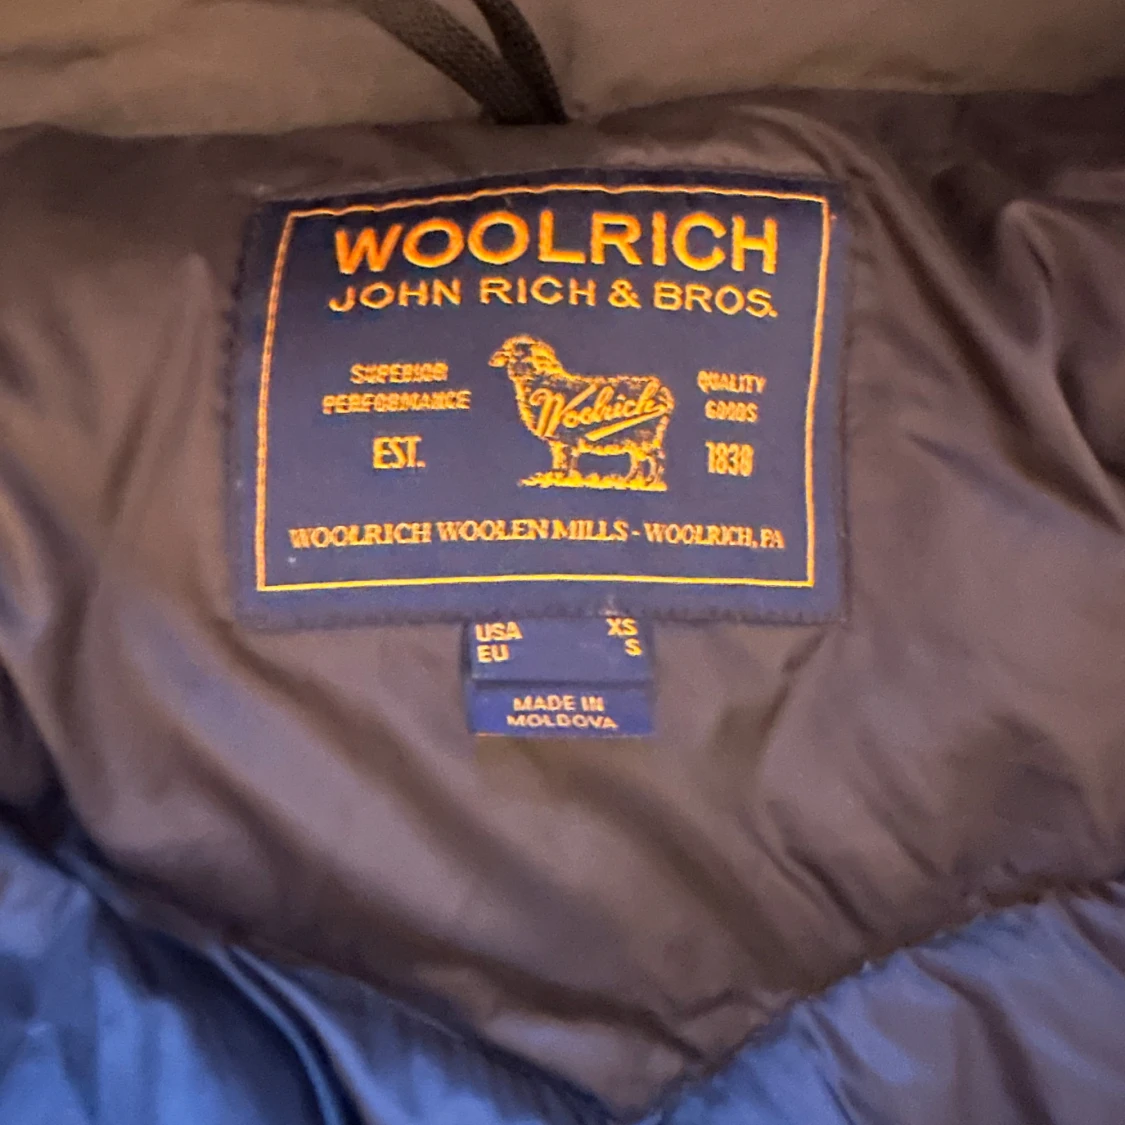 WOOLRICH
JOHN RICH & BROS.
SUPERIOR
PERFORMANCE
EST.
Woolrich
QUALITY
GOODS
1830
WOOLRICH WOOLEN MILLS - WOOLRICH, PA
USA XS
EU S
MADE IN
MOLDOVA